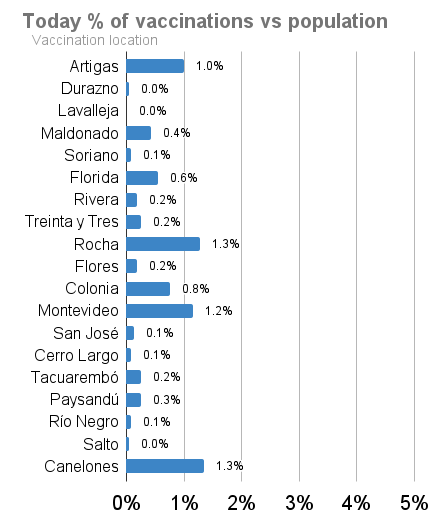 Today % of vaccinations vs population
Vaccination location
Artigas 1.0%
Durazno 0.0%
Lavalleja 0.0%
Maldonado 0.4%
Soriano 0.1%
Florida 0.6%
Rivera 0.2%
Treinta y Tres 0.2%
Rocha 1.3%
Flores 0.2%
Colonia 0.8%
Montevideo 1.2%
San José 0.1%
Cerro Largo 0.1%
Tacuarembó 0.2%
Paysandú 0.3%
Río Negro 0.1%
Salto 0.0%
Canelones 1.3%
0% 1% 2% 3% 4% 5%